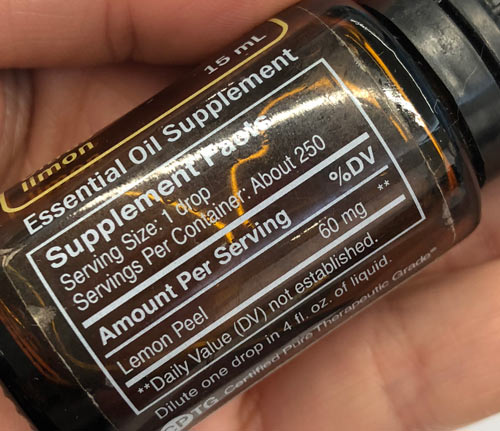 limon
15 mL
Essential Oil Supplement
Supplement Facts
Serving Size: 1 drop
Servings Per Container: About 250
Amount Per Serving %DV
Lemon Peel 60 mg **
**Daily Value (DV) not established.
Dilute one drop in 4 fl. oz. of liquid.
CPTG Certified Pure Therapeutic Grade®